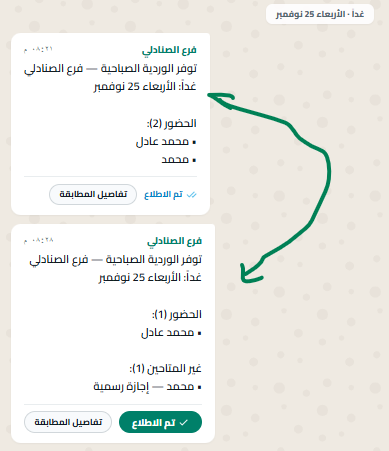 غداً · الأربعاء 25 نوفمبر
فرع الصنادلي ٠٨:٢١ م
توفر الوردية الصباحية — فرع الصنادلي
غداً: الأربعاء 25 نوفمبر
الحضور (2):
• محمد عادل
• محمد
تم الاطلاع تفاصيل المطابقة
فرع الصنادلي ٠٨:٢٨ م
توفر الوردية الصباحية — فرع الصنادلي
غداً: الأربعاء 25 نوفمبر
الحضور (1):
• محمد عادل
غير المتاحين (1):
• محمد — إجازة رسمية
تم الاطلاع تفاصيل المطابقة